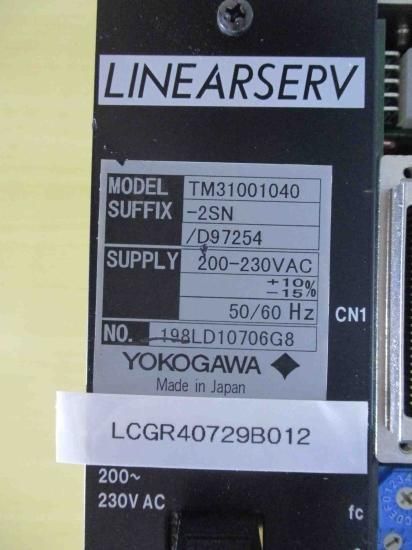 LINEARSERV
MODEL TM31001040
SUFFIX -2SN
/D97254
SUPPLY 200-230VAC
+10%
-15%
50/60 Hz
CN1
NO. 198LD10706G8
YOKOGAWA
Made in Japan
LCGR40729B012
200~
230V AC
fc